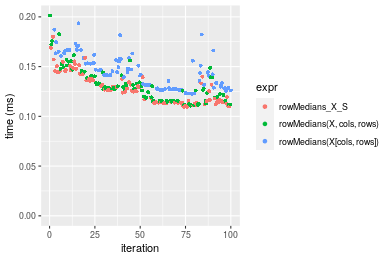 0.20
0.15
0.10
0.05
0.00
time (ms)
0
25
50
75
100
iteration
expr
rowMedians_X_S
rowMedians(X, cols, rows)
rowMedians(X[cols, rows])